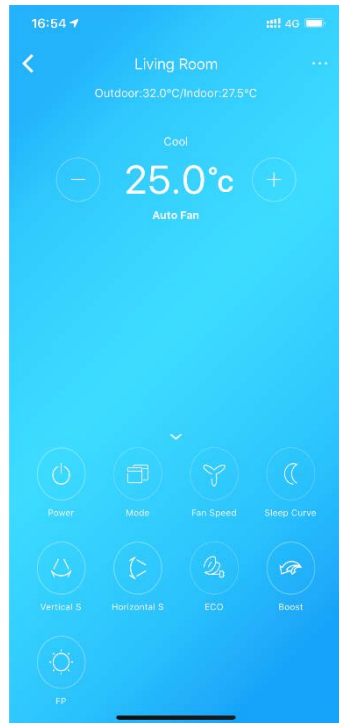 16:54 4G
Living Room
Outdoor:32.0°C/Indoor:27.5°C
Cool
25.0°c
Auto Fan
Power Mode Fan Speed Sleep Curve
Vertical S Horizontal S ECO Boost
FP